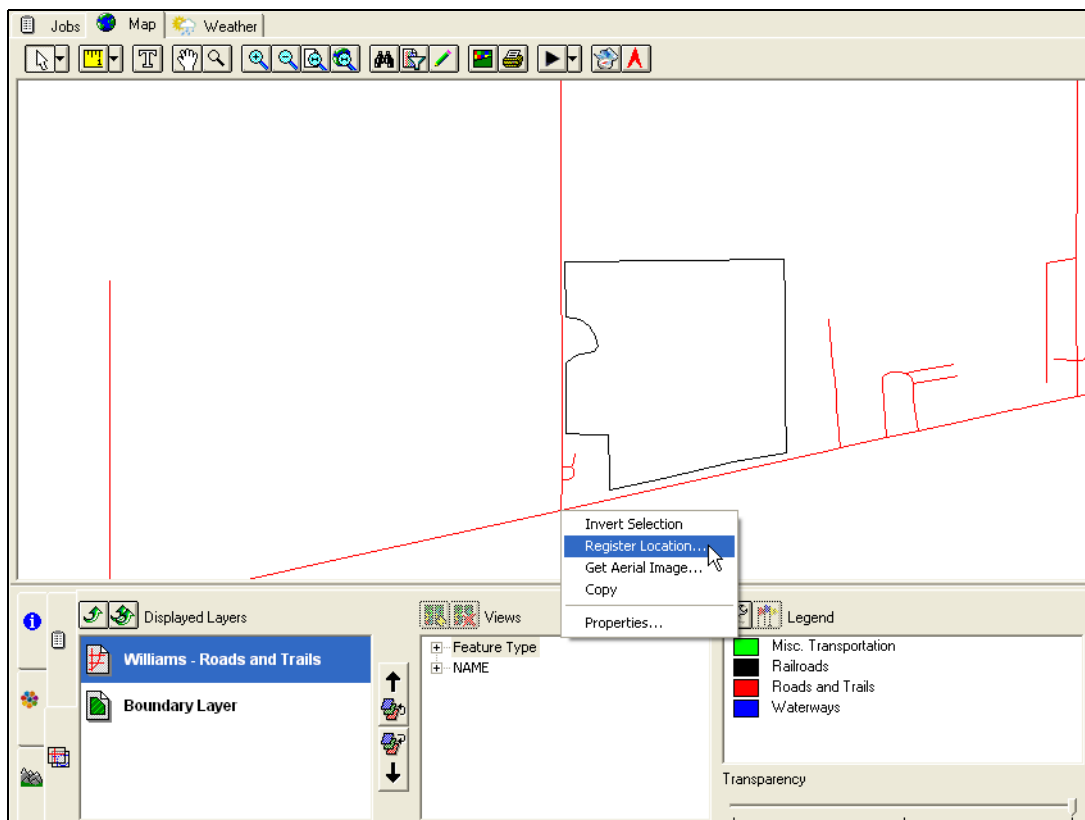 Jobs Map Weather
T
Invert Selection
Register Location...
Get Aerial Image...
Copy
Properties...
Displayed Layers
Williams - Roads and Trails
Boundary Layer
Views
Feature Type
NAME
Legend
Misc. Transportation
Railroads
Roads and Trails
Waterways
Transparency